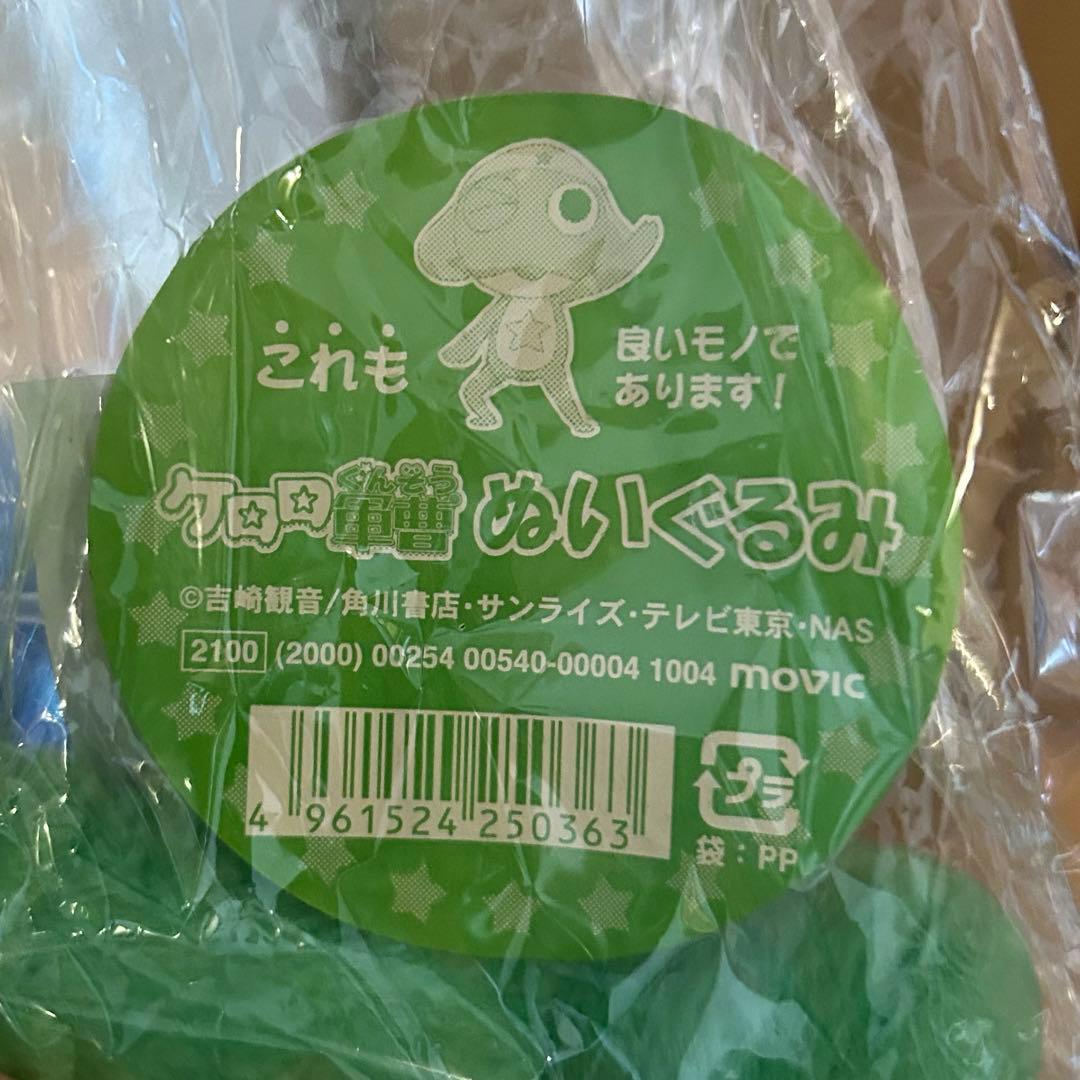 これも
良いモノで
あります！
ケロロ軍曹 ぬいぐるみ
ぐんそう
©吉崎観音/角川書店・サンライズ・テレビ東京・NAS
2100 (2000) 00254 00540-00004 1004 movic
4 961524 250363
プラ
袋：PP